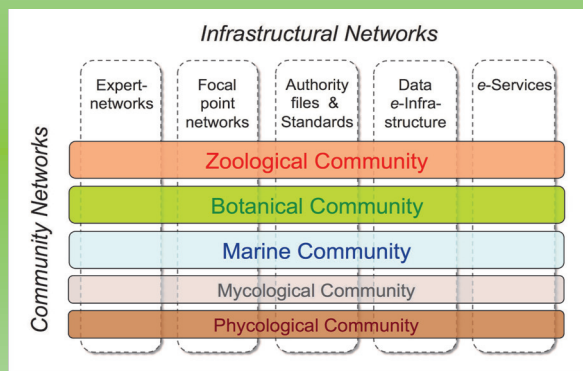 Infrastructural Networks
Expert-
networks
Focal
point
networks
Authority
files &
Standards
Data
e-Infra-
structure
e-Services
Community Networks
Zoological Community
Botanical Community
Marine Community
Mycological Community
Phycological Community